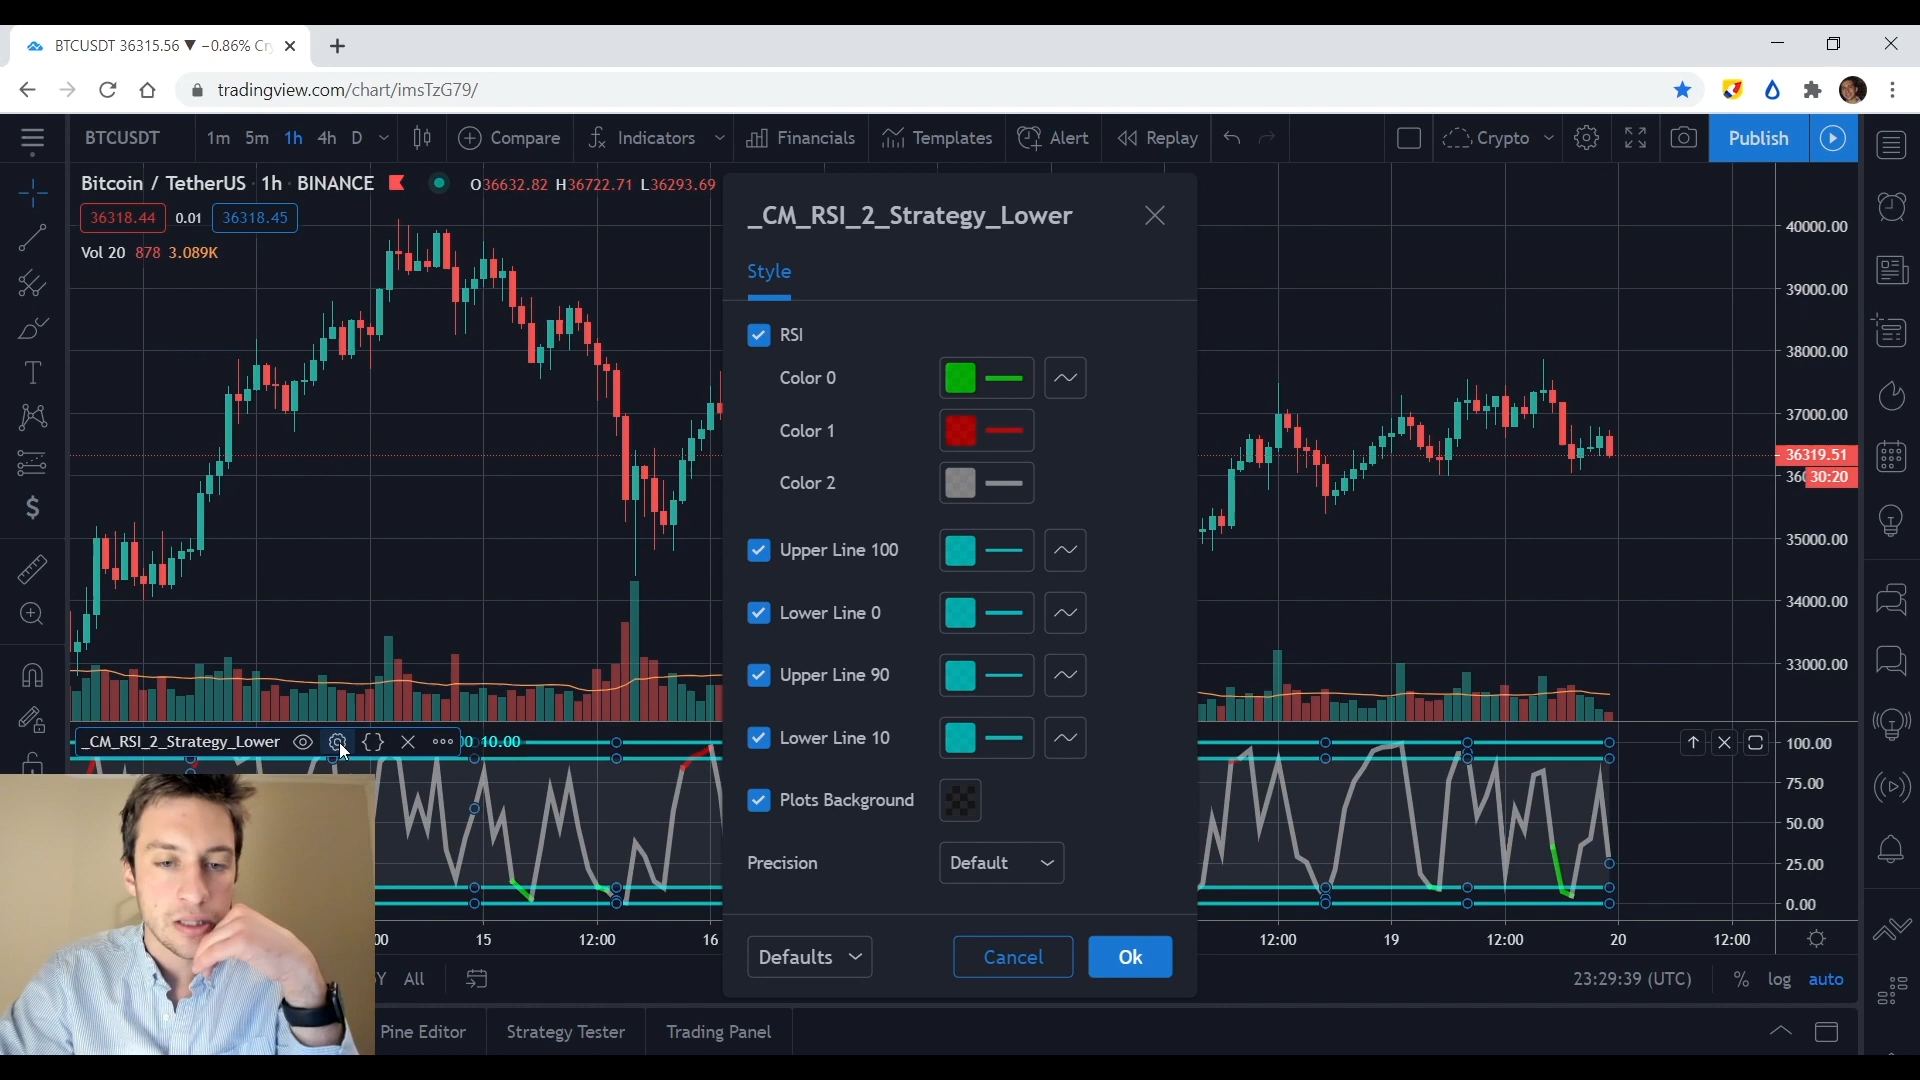 BTCUSDT 36315.56 ▼ −0.86% Cr
tradingview.com/chart/imsTzG79/
BTCUSDT 1m 5m 1h 4h D Compare Indicators Financials Templates Alert Replay Crypto Publish
Bitcoin / TetherUS · 1h · BINANCE O36632.82 H36722.71 L36293.69
36318.44 0.01 36318.45
Vol 20 878 3.089K
_CM_RSI_2_Strategy_Lower
Style
RSI
Color 0
Color 1
Color 2
Upper Line 100
Lower Line 0
Upper Line 90
Lower Line 10
Plots Background
Precision Default
Defaults Cancel Ok
40000.00
39000.00
38000.00
37000.00
36319.51
30:20
35000.00
34000.00
33000.00
_CM_RSI_2_Strategy_Lower {} 10.00
100.00
75.00
50.00
25.00
0.00
15 12:00 16 12:00 19 12:00 20 12:00
Y All 23:29:39 (UTC) % log auto
Pine Editor Strategy Tester Trading Panel